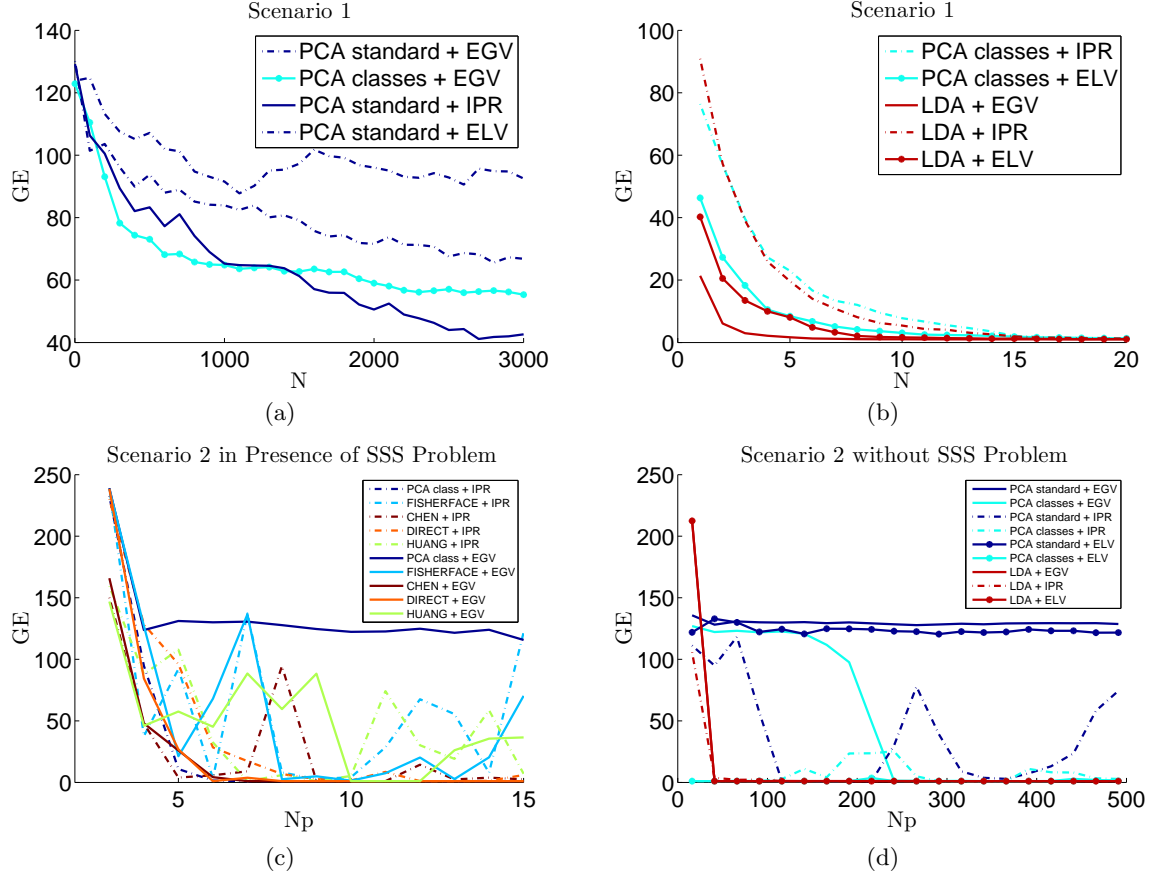 Scenario 1
GE
140
120
100
80
60
40
0
1000
2000
3000
N
PCA standard + EGV
PCA classes + EGV
PCA standard + IPR
PCA standard + ELV
(a)
Scenario 1
GE
100
80
60
40
20
0
0
5
10
15
20
N
PCA classes + IPR
PCA classes + ELV
LDA + EGV
LDA + IPR
LDA + ELV
(b)
Scenario 2 in Presence of SSS Problem
GE
250
200
150
100
50
0
5
10
15
Np
PCA class + IPR
FISHERFACE + IPR
CHEN + IPR
DIRECT + IPR
HUANG + IPR
PCA class + EGV
FISHERFACE + EGV
CHEN + EGV
DIRECT + EGV
HUANG + EGV
(c)
Scenario 2 without SSS Problem
GE
250
200
150
100
50
0
0
100
200
300
400
500
Np
PCA standard + EGV
PCA classes + EGV
PCA standard + IPR
PCA classes + IPR
PCA standard + ELV
PCA classes + ELV
LDA + EGV
LDA + IPR
LDA + ELV
(d)